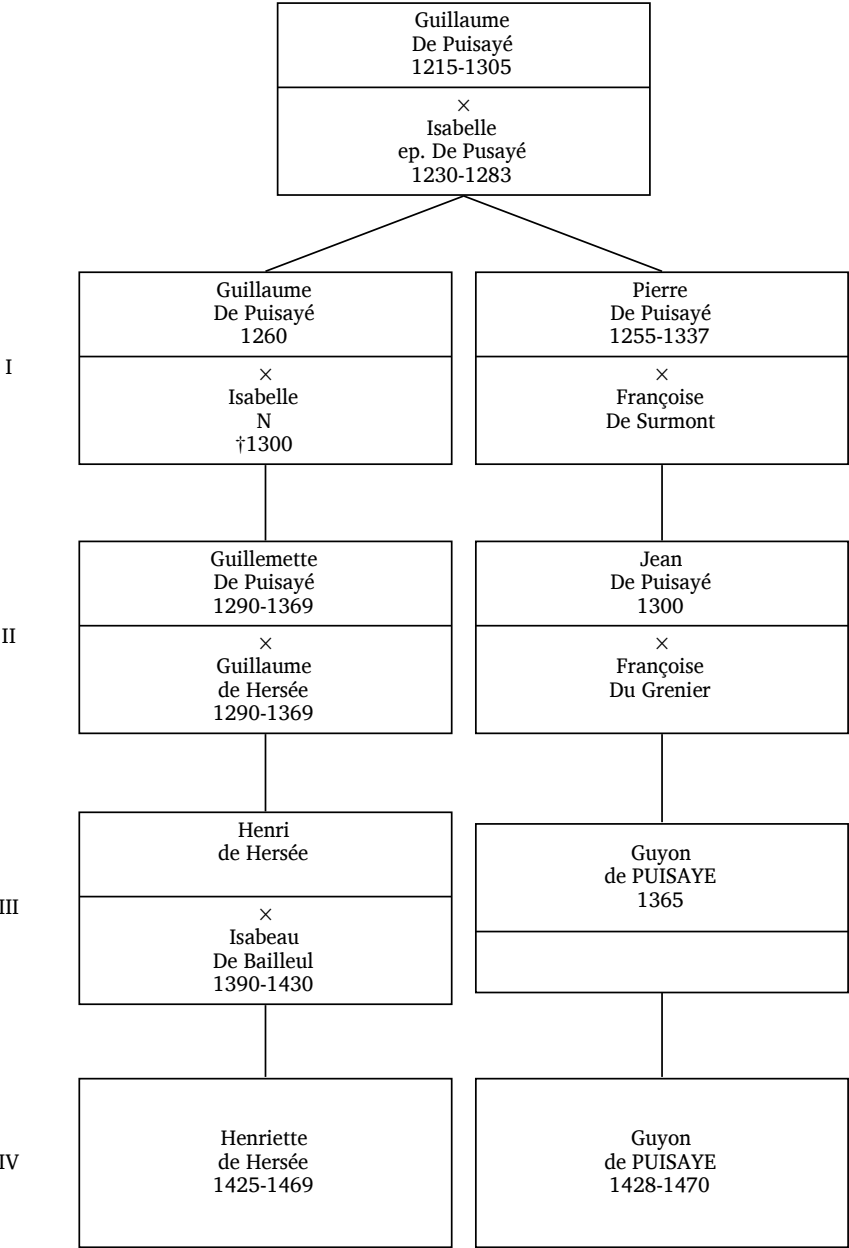 Guillaume
De Puisayé
1215-1305
×
Isabelle
ep. De Pusayé
1230-1283
I
Guillaume
De Puisayé
1260
×
Isabelle
N
†1300
Pierre
De Puisayé
1255-1337
×
Françoise
De Surmont
II
Guillemette
De Puisayé
1290-1369
×
Guillaume
de Hersée
1290-1369
Jean
De Puisayé
1300
×
Françoise
Du Grenier
III
Henri
de Hersée
×
Isabeau
De Bailleul
1390-1430
Guyon
de PUISAYE
1365
IV
Henriette
de Hersée
1425-1469
Guyon
de PUISAYE
1428-1470